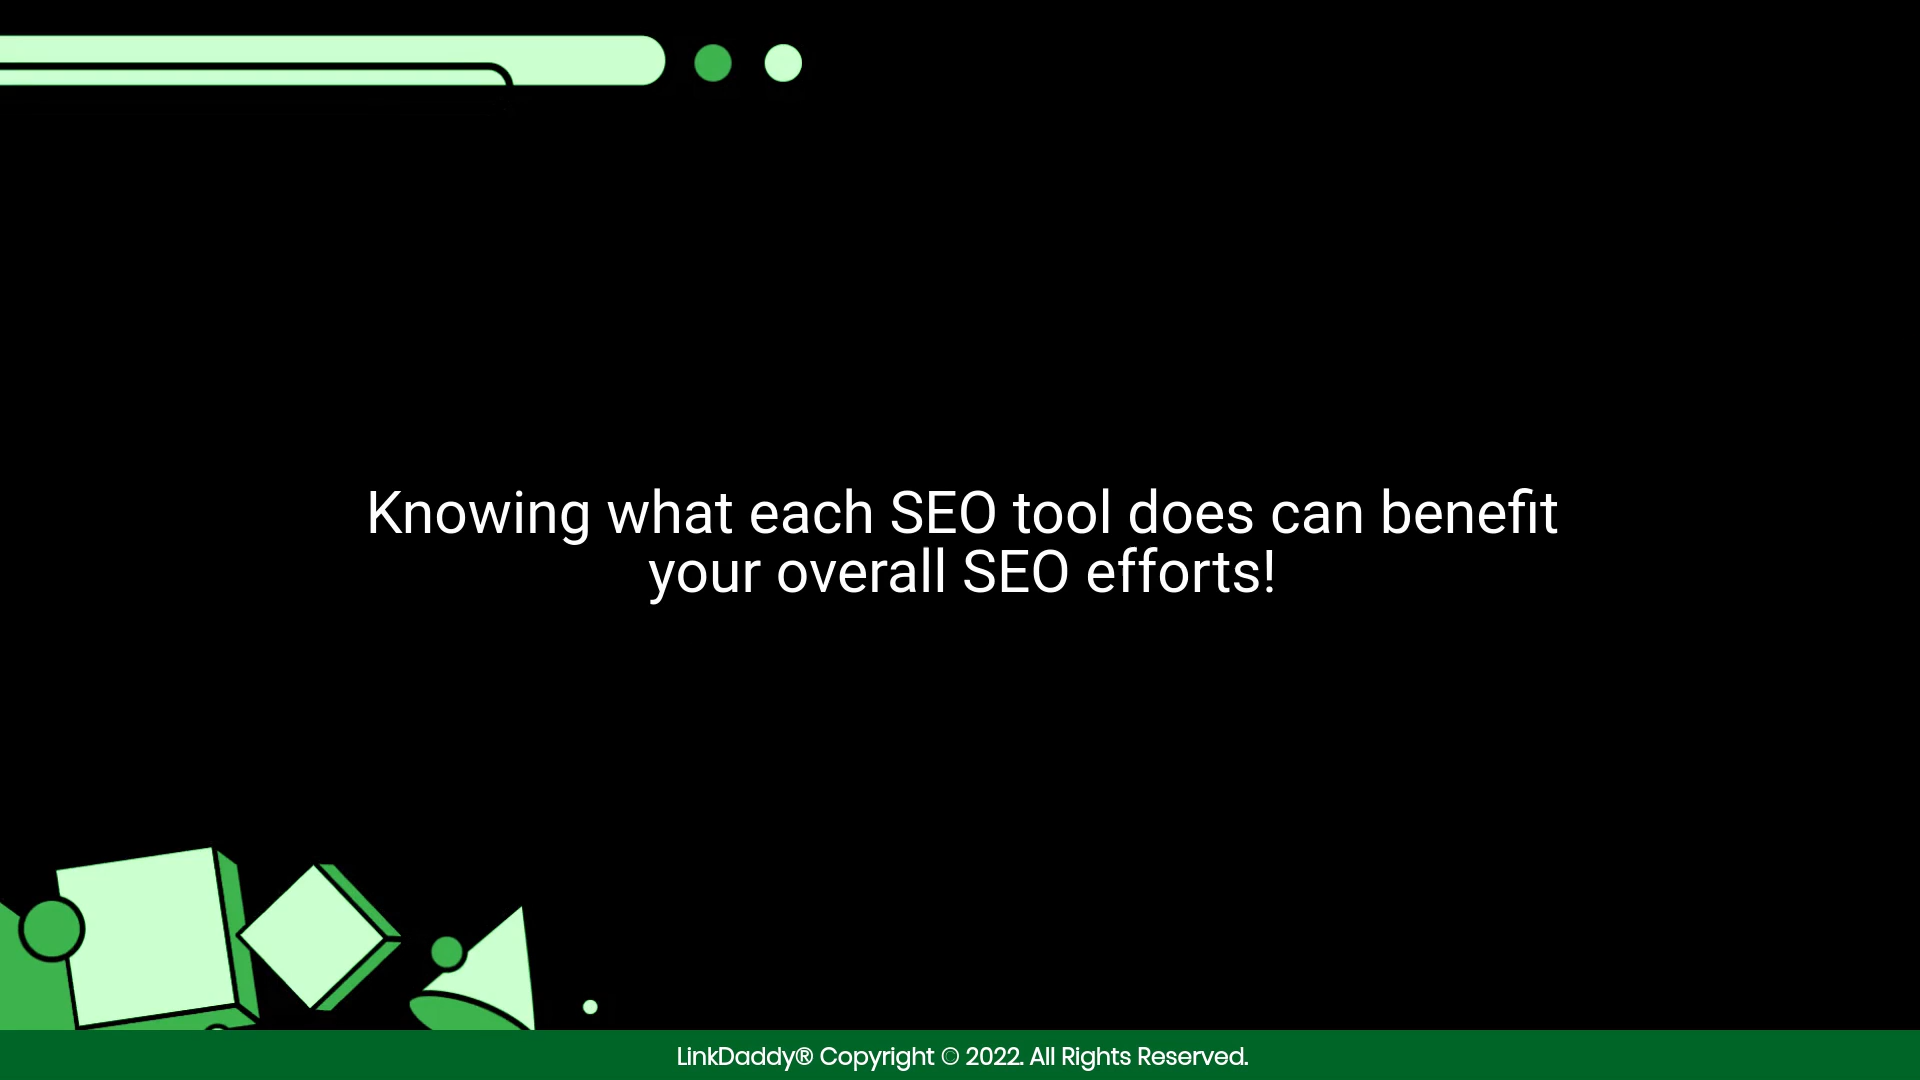 Knowing what each SEO tool does can benefit
your overall SEO efforts!
LinkDaddy® Copyright © 2022. All Rights Reserved.